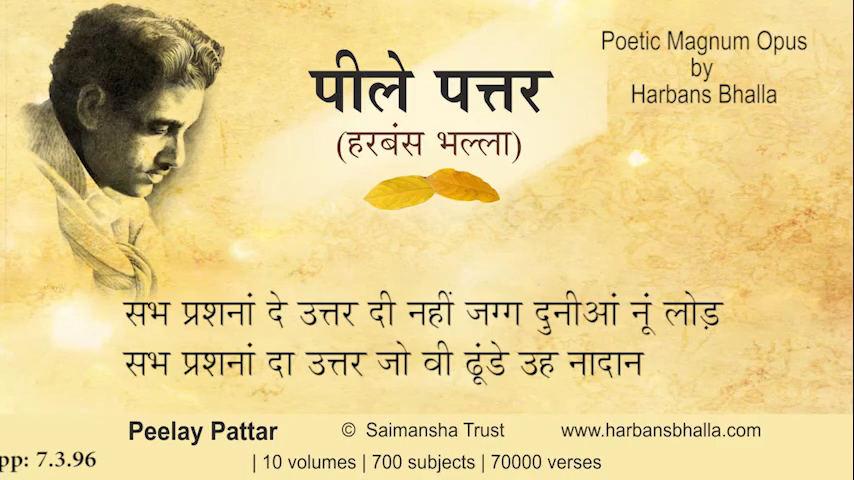 पीले पत्तर
(हरबंस भल्ला)
Poetic Magnum Opus
by
Harbans Bhalla
सभ प्रशनां दे उत्तर दी नहीं जग्ग दुनीआं नूं लोड़
सभ प्रशनां दा उत्तर जो वी ढूंडे उह नादान
Peelay Pattar © Saimansha Trust www.harbansbhalla.com
pp: 7.3.96 | 10 volumes | 700 subjects | 70000 verses